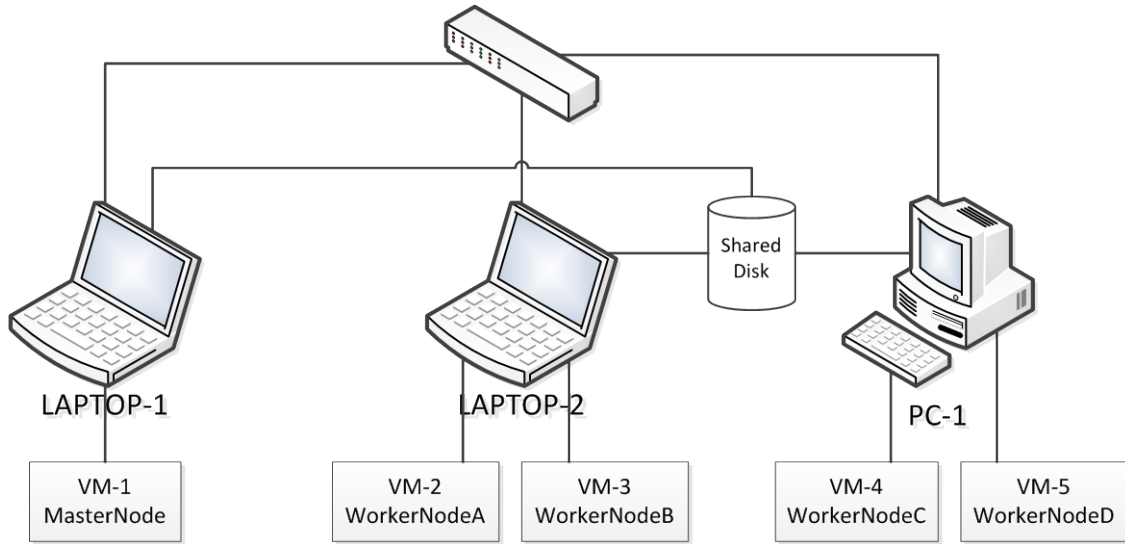 Shared
Disk
LAPTOP-1
LAPTOP-2
PC-1
VM-1
MasterNode
VM-2
WorkerNodeA
VM-3
WorkerNodeB
VM-4
WorkerNodeC
VM-5
WorkerNodeD